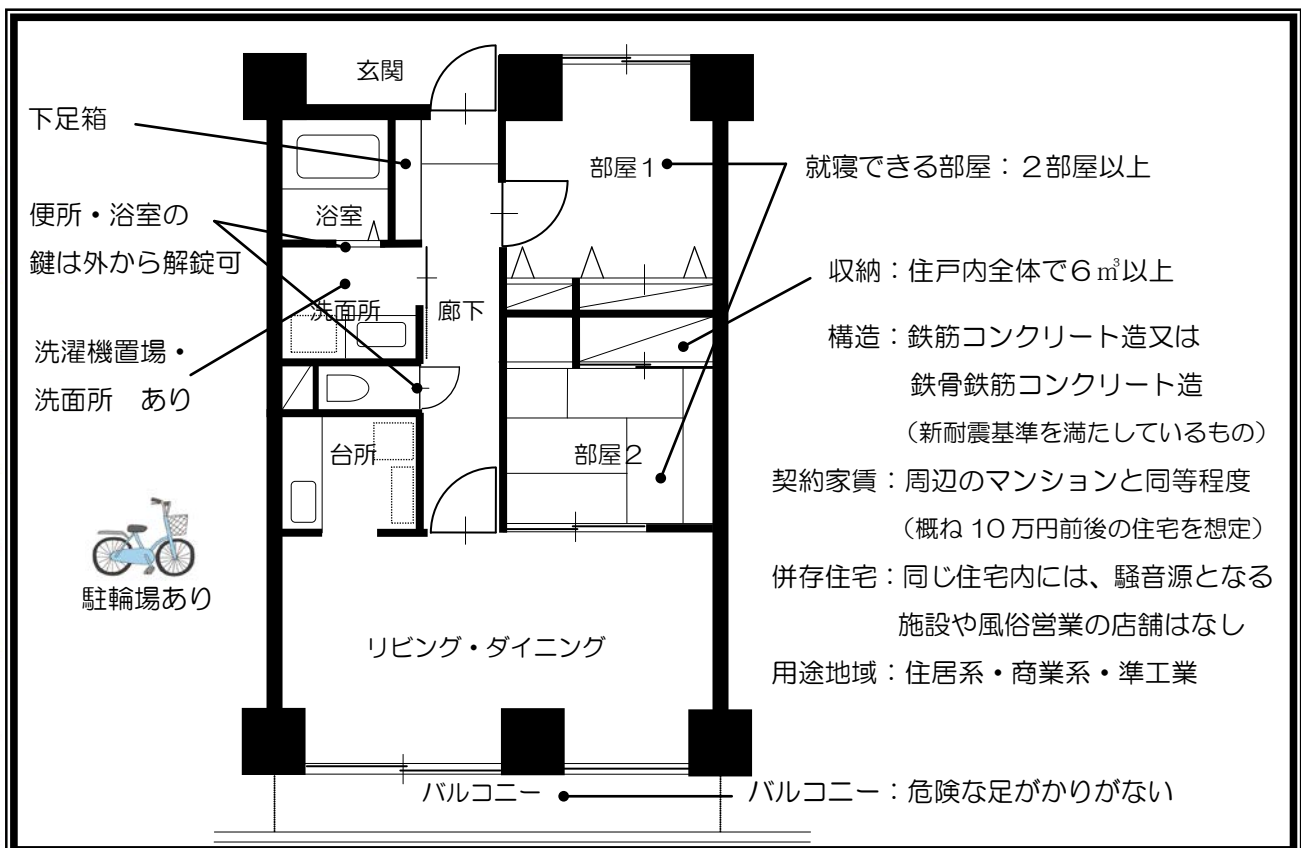 玄関
下足箱
部屋1
就寝できる部屋：2部屋以上
便所・浴室の
鍵は外から解錠可
浴室
収納：住戸内全体で6㎥以上
洗面所
廊下
構造：鉄筋コンクリート造又は
鉄骨鉄筋コンクリート造
（新耐震基準を満たしているもの）
洗濯機置場・
洗面所　あり
台所
部屋2
契約家賃：周辺のマンションと同等程度
（概ね10万円前後の住宅を想定）
駐輪場あり
併存住宅：同じ住宅内には、騒音源となる
施設や風俗営業の店舗はなし
リビング・ダイニング
用途地域：住居系・商業系・準工業
バルコニー
バルコニー：危険な足がかりがない